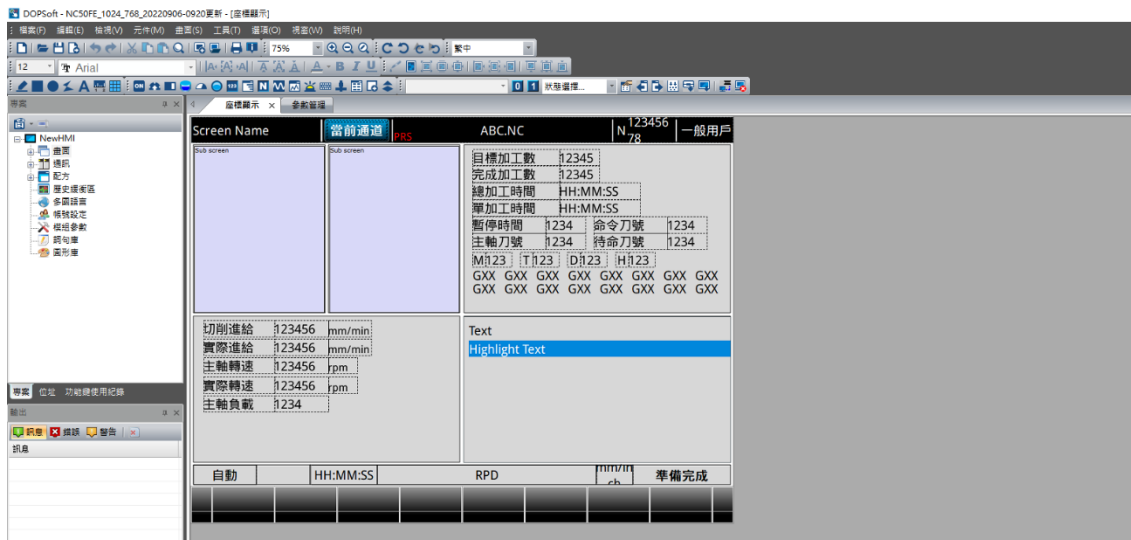 DOPSoft - NC50FE_1024_768_20220906-0920更新 - [座標顯示]
檔案(F) 編輯(E) 檢視(V) 元件(M) 畫面(S) 工具(T) 選項(O) 視窗(W) 說明(H)
75% 繁中
12 Arial
0 1 狀態選擇...
專案
座標顯示 × 參數管理
NewHMI
畫面
通訊
配方
歷史緩衝區
多國語言
帳號設定
模組參數
詞句庫
圖形庫
專案 位址 功能鍵使用紀錄
輸出
訊息 錯誤 警告
訊息
Screen Name 當前通道 PRS ABC.NC N 12345678 一般用戶
Sub screen Sub screen
目標加工數 12345
完成加工數 12345
總加工時間 HH:MM:SS
單加工時間 HH:MM:SS
暫停時間 1234 命令刀號 1234
主軸刀號 1234 待命刀號 1234
M 123 T 123 D 123 H 123
GXX GXX GXX GXX GXX GXX GXX GXX
GXX GXX GXX GXX GXX GXX GXX GXX
切削進給 123456 mm/min
實際進給 123456 mm/min
主軸轉速 123456 rpm
實際轉速 123456 rpm
主軸負載 1234
Text
Highlight Text
自動 HH:MM:SS RPD mm/inch 準備完成